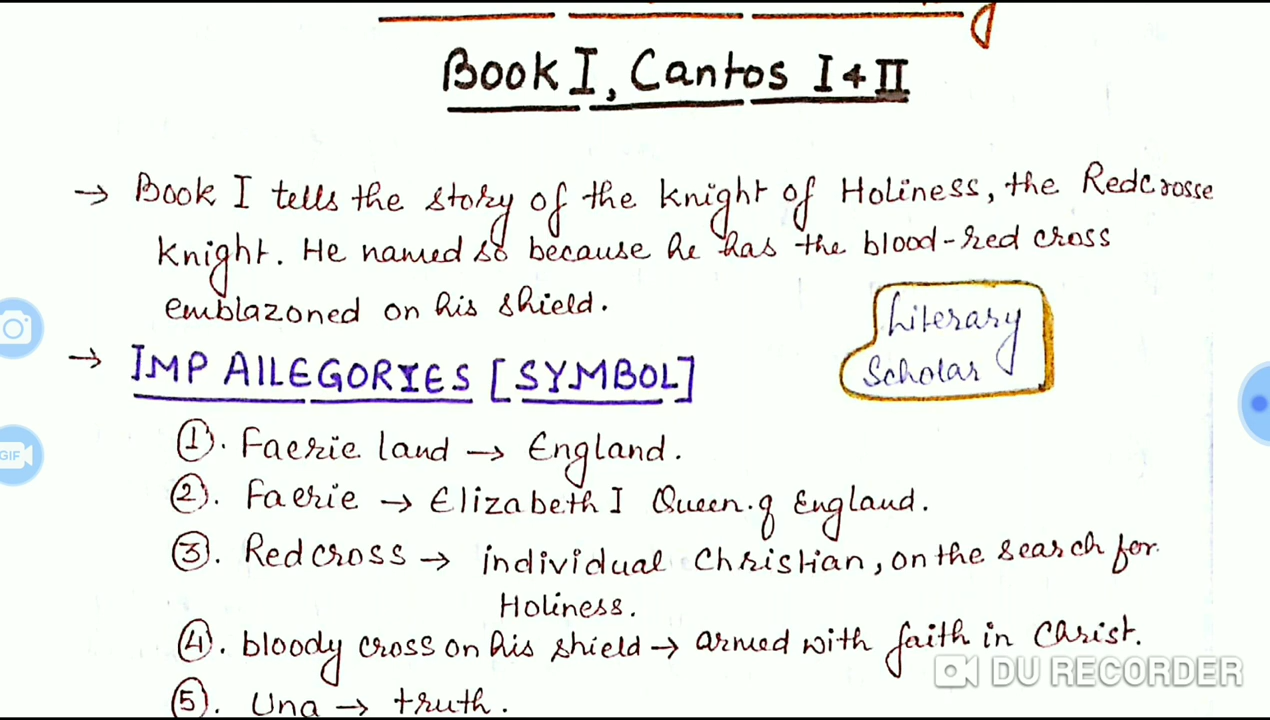 Book I, Cantos I & II
→ Book I tells the story of the Knight of Holiness, the Redcrosse
Knight. He named so because he has the blood-red cross
emblazoned on his shield.
Literary
Scholar
→ IMP AllEGORIES [SYMBOL]
①. Faerie land → England.
②. Faerie → Elizabeth I Queen. of England.
③. Redcross → individual Christian, on the search for
Holiness.
④. bloody cross on his shield → armed with faith in Christ.
DU RECORDER
⑤. Una → truth.
GIF